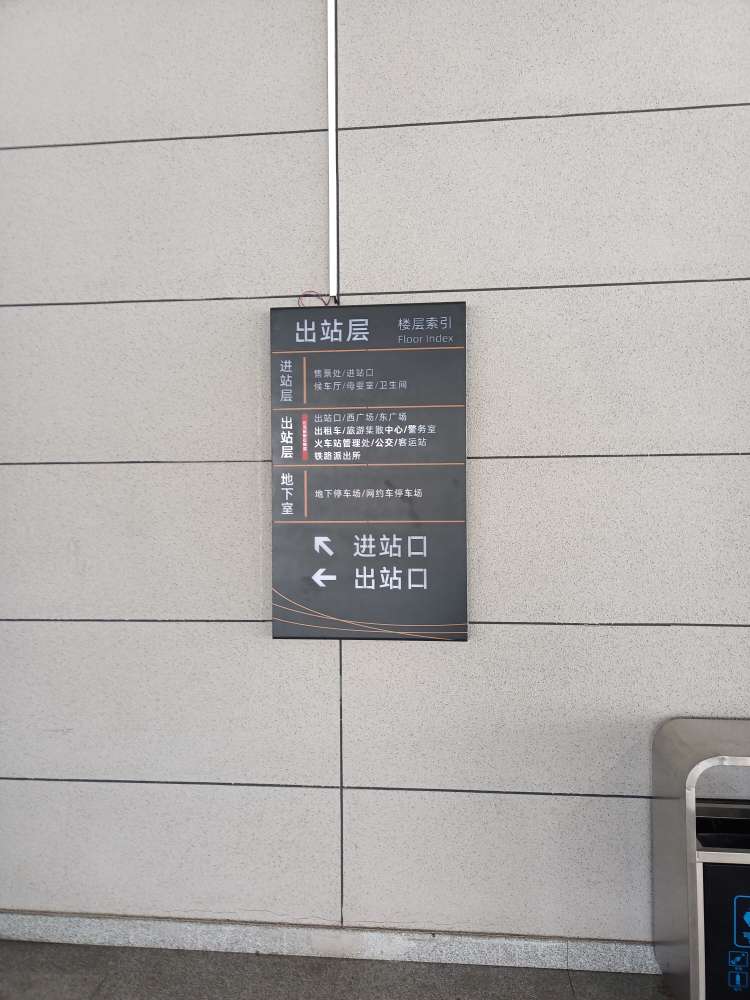 出站层
楼层索引
Floor Index
进站层
售票处/进站口
候车厅/母婴室/卫生间
出站层
出站口/西广场/东广场
出租车/旅游集散中心/警务室
火车站管理处/公交/客运站
铁路派出所
地下室
地下停车场/网约车停车场
进站口
出站口